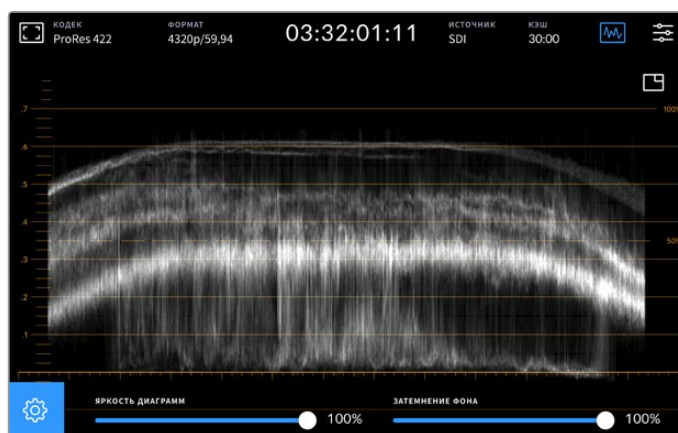 КОДЕК
ProRes 422
ФОРМАТ
4320p/59,94
03:32:01:11
ИСТОЧНИК
SDI
КЭШ
30:00
.7
100%
.6
.5
.4
50%
.3
.2
.1
ЯРКОСТЬ ДИАГРАММ
100%
ЗАТЕМНЕНИЕ ФОНА
100%